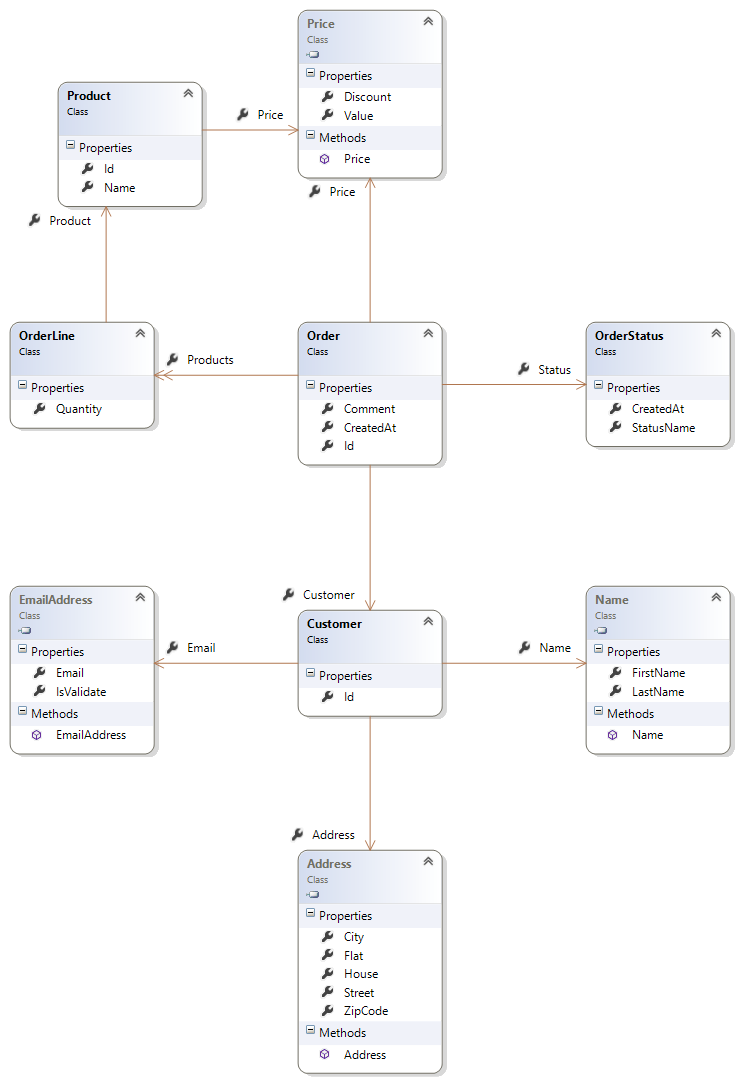 Price
Class
Properties
Discount
Value
Methods
Price
Product
Class
Properties
Id
Name
Price
Price
Product
OrderLine
Class
Properties
Quantity
Products
Order
Class
Properties
Comment
CreatedAt
Id
Status
OrderStatus
Class
Properties
CreatedAt
StatusName
Customer
EmailAddress
Class
Properties
Email
IsValidate
Methods
EmailAddress
Email
Customer
Class
Properties
Id
Name
Name
Class
Properties
FirstName
LastName
Methods
Name
Address
Address
Class
Properties
City
Flat
House
Street
ZipCode
Methods
Address